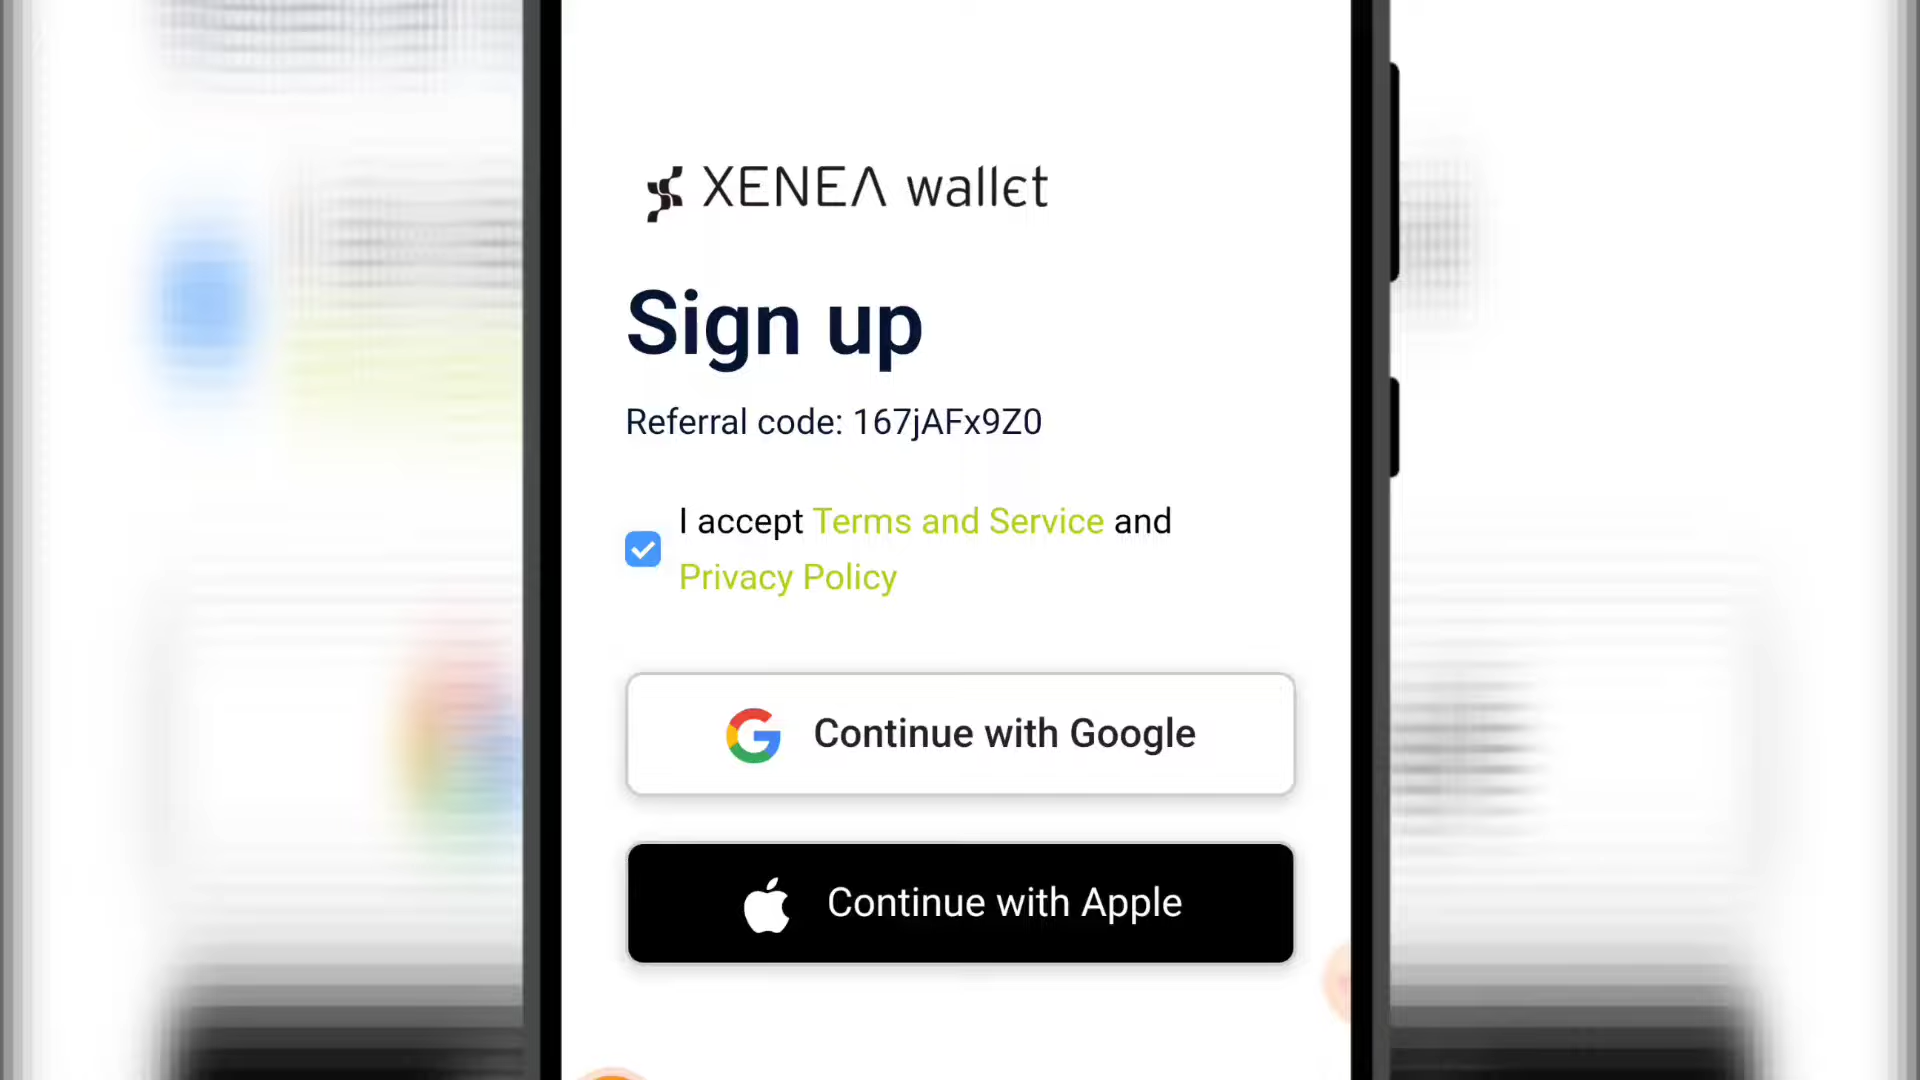 XENEA wallet
Sign up
Referral code: 167jAFx9Z0
I accept Terms and Service and
Privacy Policy
Continue with Google
Continue with Apple